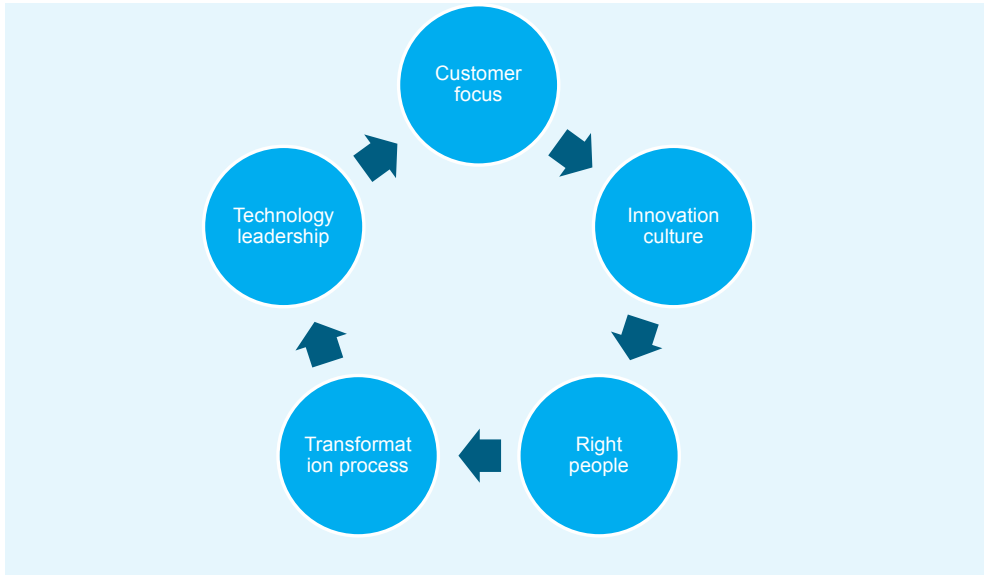 Customer
focus
Innovation
culture
Right
people
Transformat
ion process
Technology
leadership